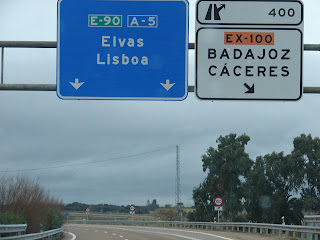 E-90 A-5
Elvas
Lisboa
400
EX-100
BADAJOZ
CÁCERES